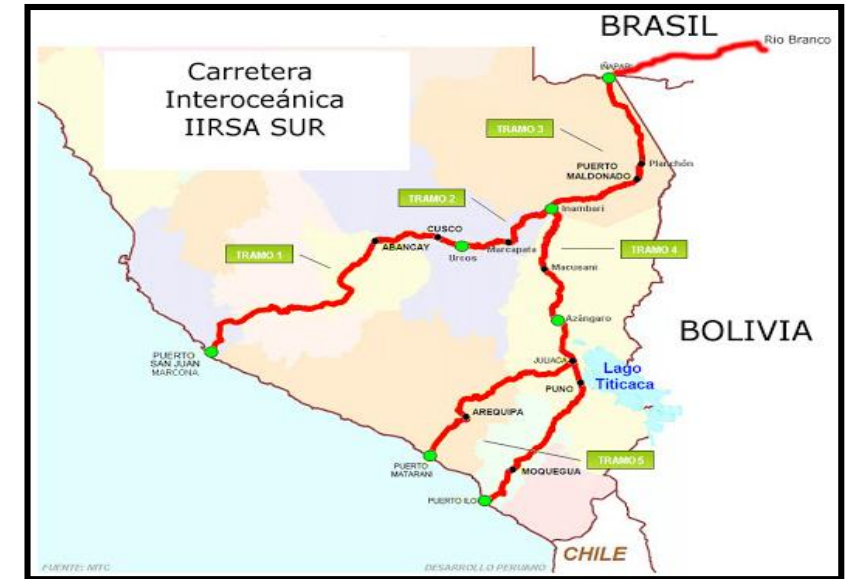 BRASIL
Rio Branco
Carretera
Interoceánica
IIRSA SUR
IÑAPARI
TRAMO 3
PUERTO
MALDONADO
Planchón
TRAMO 2
Inambari
CUSCO
ABANCAY
Urcos
Marcapata
TRAMO 1
TRAMO 4
Macusani
Azángaro
BOLIVIA
PUERTO
SAN JUAN
MARCONA
JULIACA
Lago
Titicaca
PUNO
AREQUIPA
TRAMO 5
PUERTO
MATARANI
MOQUEGUA
PUERTO ILO
CHILE
FUENTE: MTC
DESARROLLO PERUANO